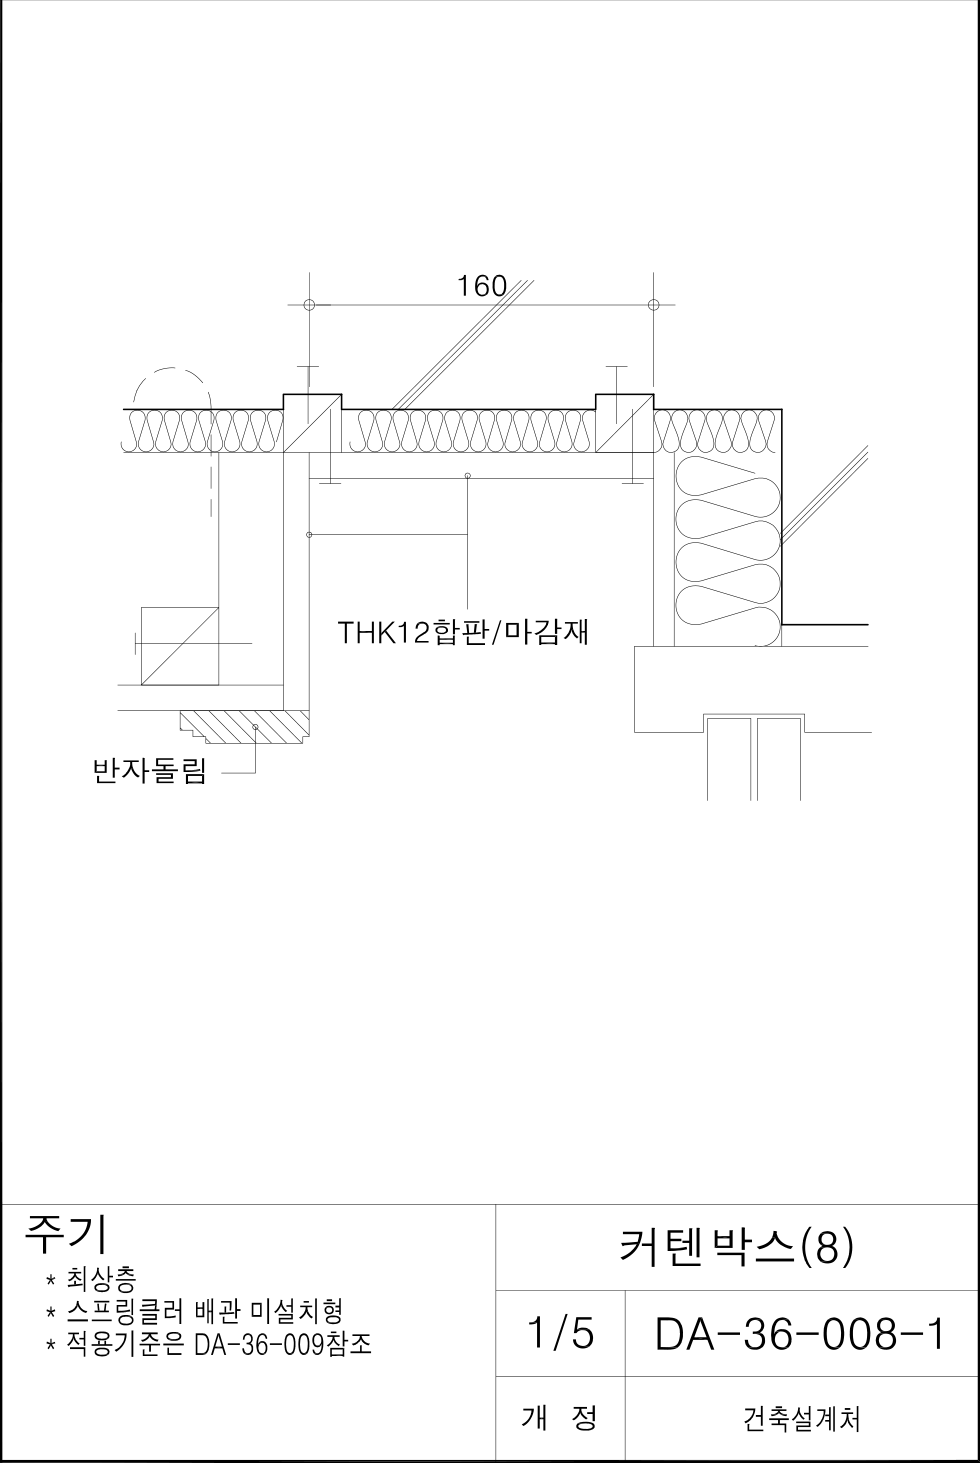 160
THK12합판/마감재
반자돌림
주기
* 최상층
* 스프링클러 배관 미설치형
* 적용기준은 DA-36-009참조
커텐박스(8)
1/5
DA-36-008-1
개 정
건축설계처